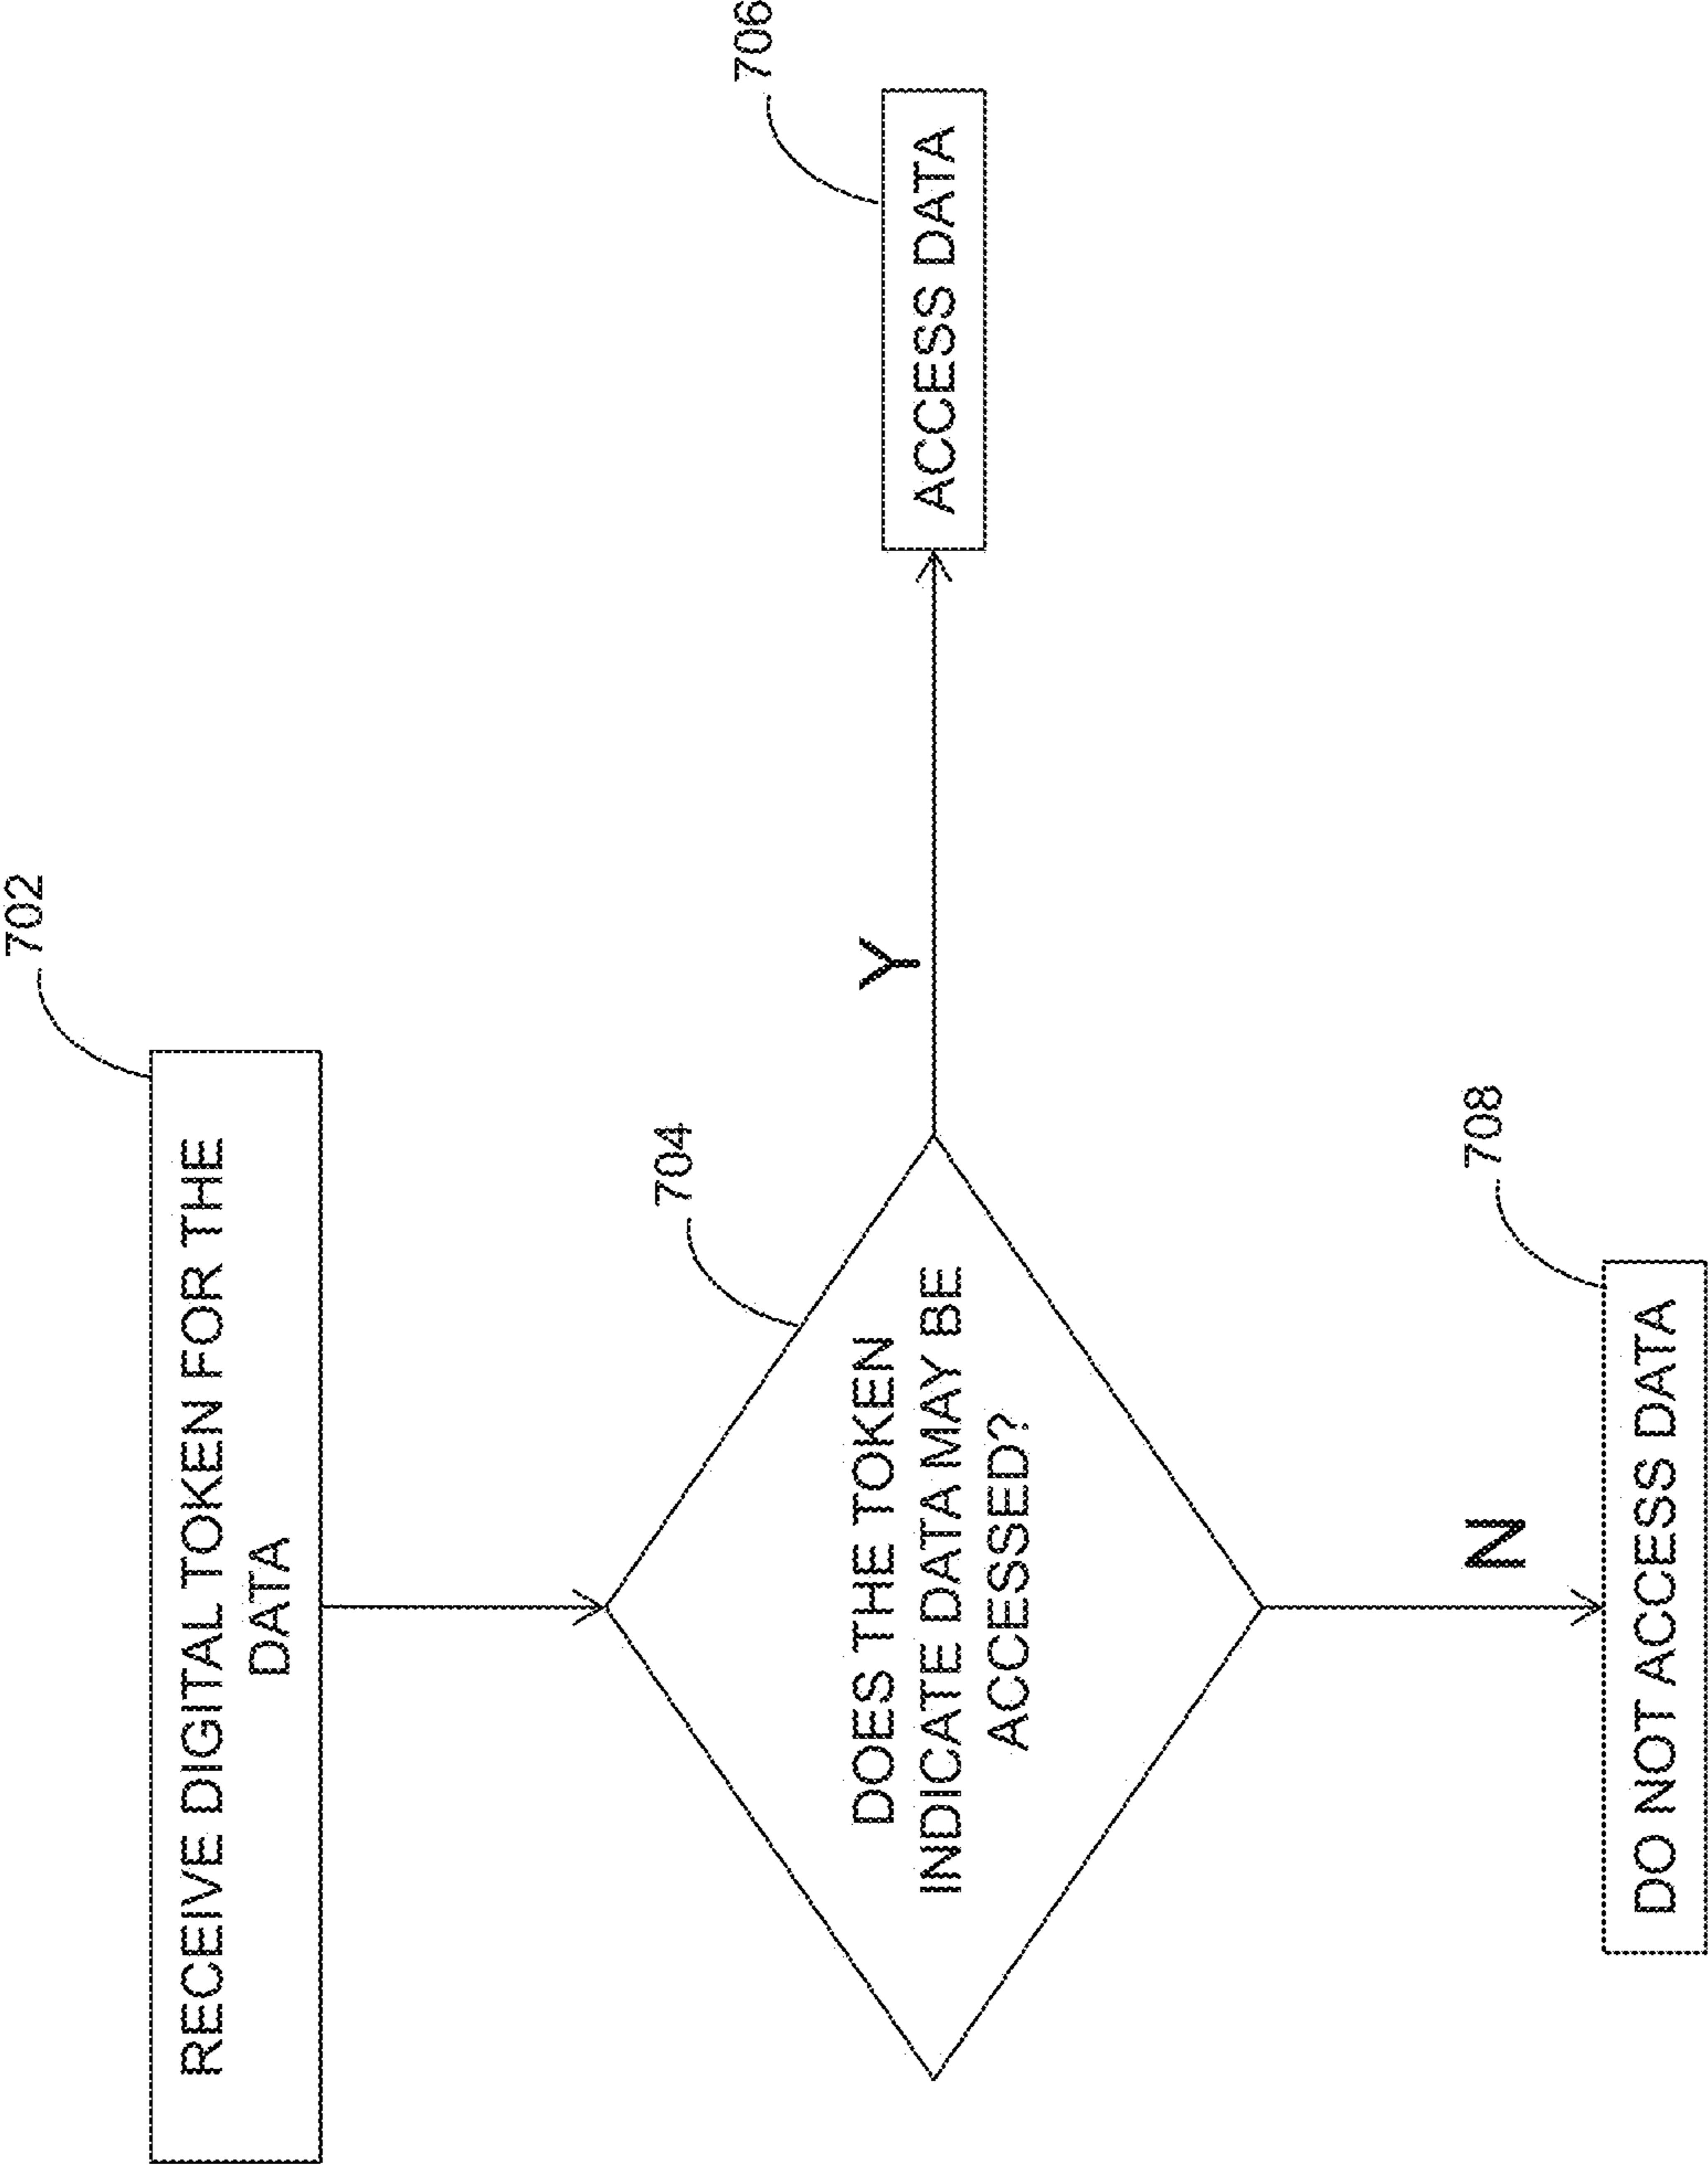 702
RECEIVE DIGITAL TOKEN FOR THE
DATA
704
DOES THE TOKEN
INDICATE DATA MAY BE
ACCESSED?
Y
706
ACCESS DATA
N
708
DO NOT ACCESS DATA